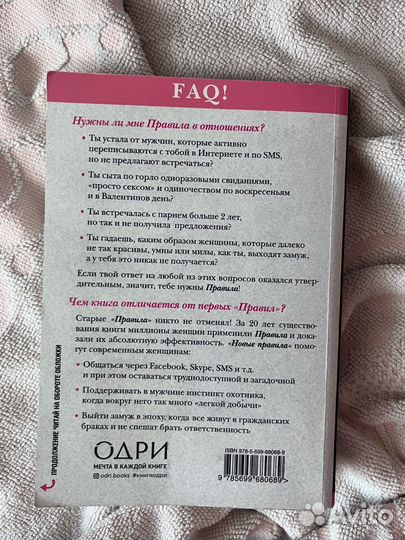 FAQ!
Нужны ли мне Правила в отношениях?
• Ты устала от мужчин, которые активно
переписываются с тобой в Интернете и по SMS,
но не предлагают встречаться?
• Ты сыта по горло одноразовыми свиданиями,
«просто сексом» и одиночеством по воскресеньям
и в Валентинов день?
• Ты встречалась с парнем больше 2 лет,
но так и не получила предложения?
• Ты гадаешь, каким образом женщины, которые далеко
не так красивы, умны или милы, как ты, выходят замуж,
а у тебя это никак не получается?
Если твой ответ на любой из этих вопросов оказался утвер-
дительным, значит, тебе нужны Правила!
Чем книга отличается от первых «Правил»?
Старые «Правила» никто не отменял! За 20 лет существо-
вания книги миллионы женщин применили Правила и дока-
зали их абсолютную эффективность. «Новые правила» помо-
гут современным женщинам:
• Общаться через Facebook, Skype, SMS и т.д.
и при этом оставаться труднодоступной и загадочной
• Поддерживать в мужчине инстинкт охотника,
когда вокруг него так много «легкой добычи»
• Выйти замуж в эпоху, когда все живут в гражданских
браках и не спешат брать ответственность
ПРОДОЛЖЕНИЕ ЧИТАЙ НА ОБОРОТЕ ОБЛОЖКИ
ОДРИ
МЕЧТА В КАЖДОЙ КНИГЕ
odri.books #книгиодри
ISBN 978-5-699-68068-9
9 785699 680689 >
Avito